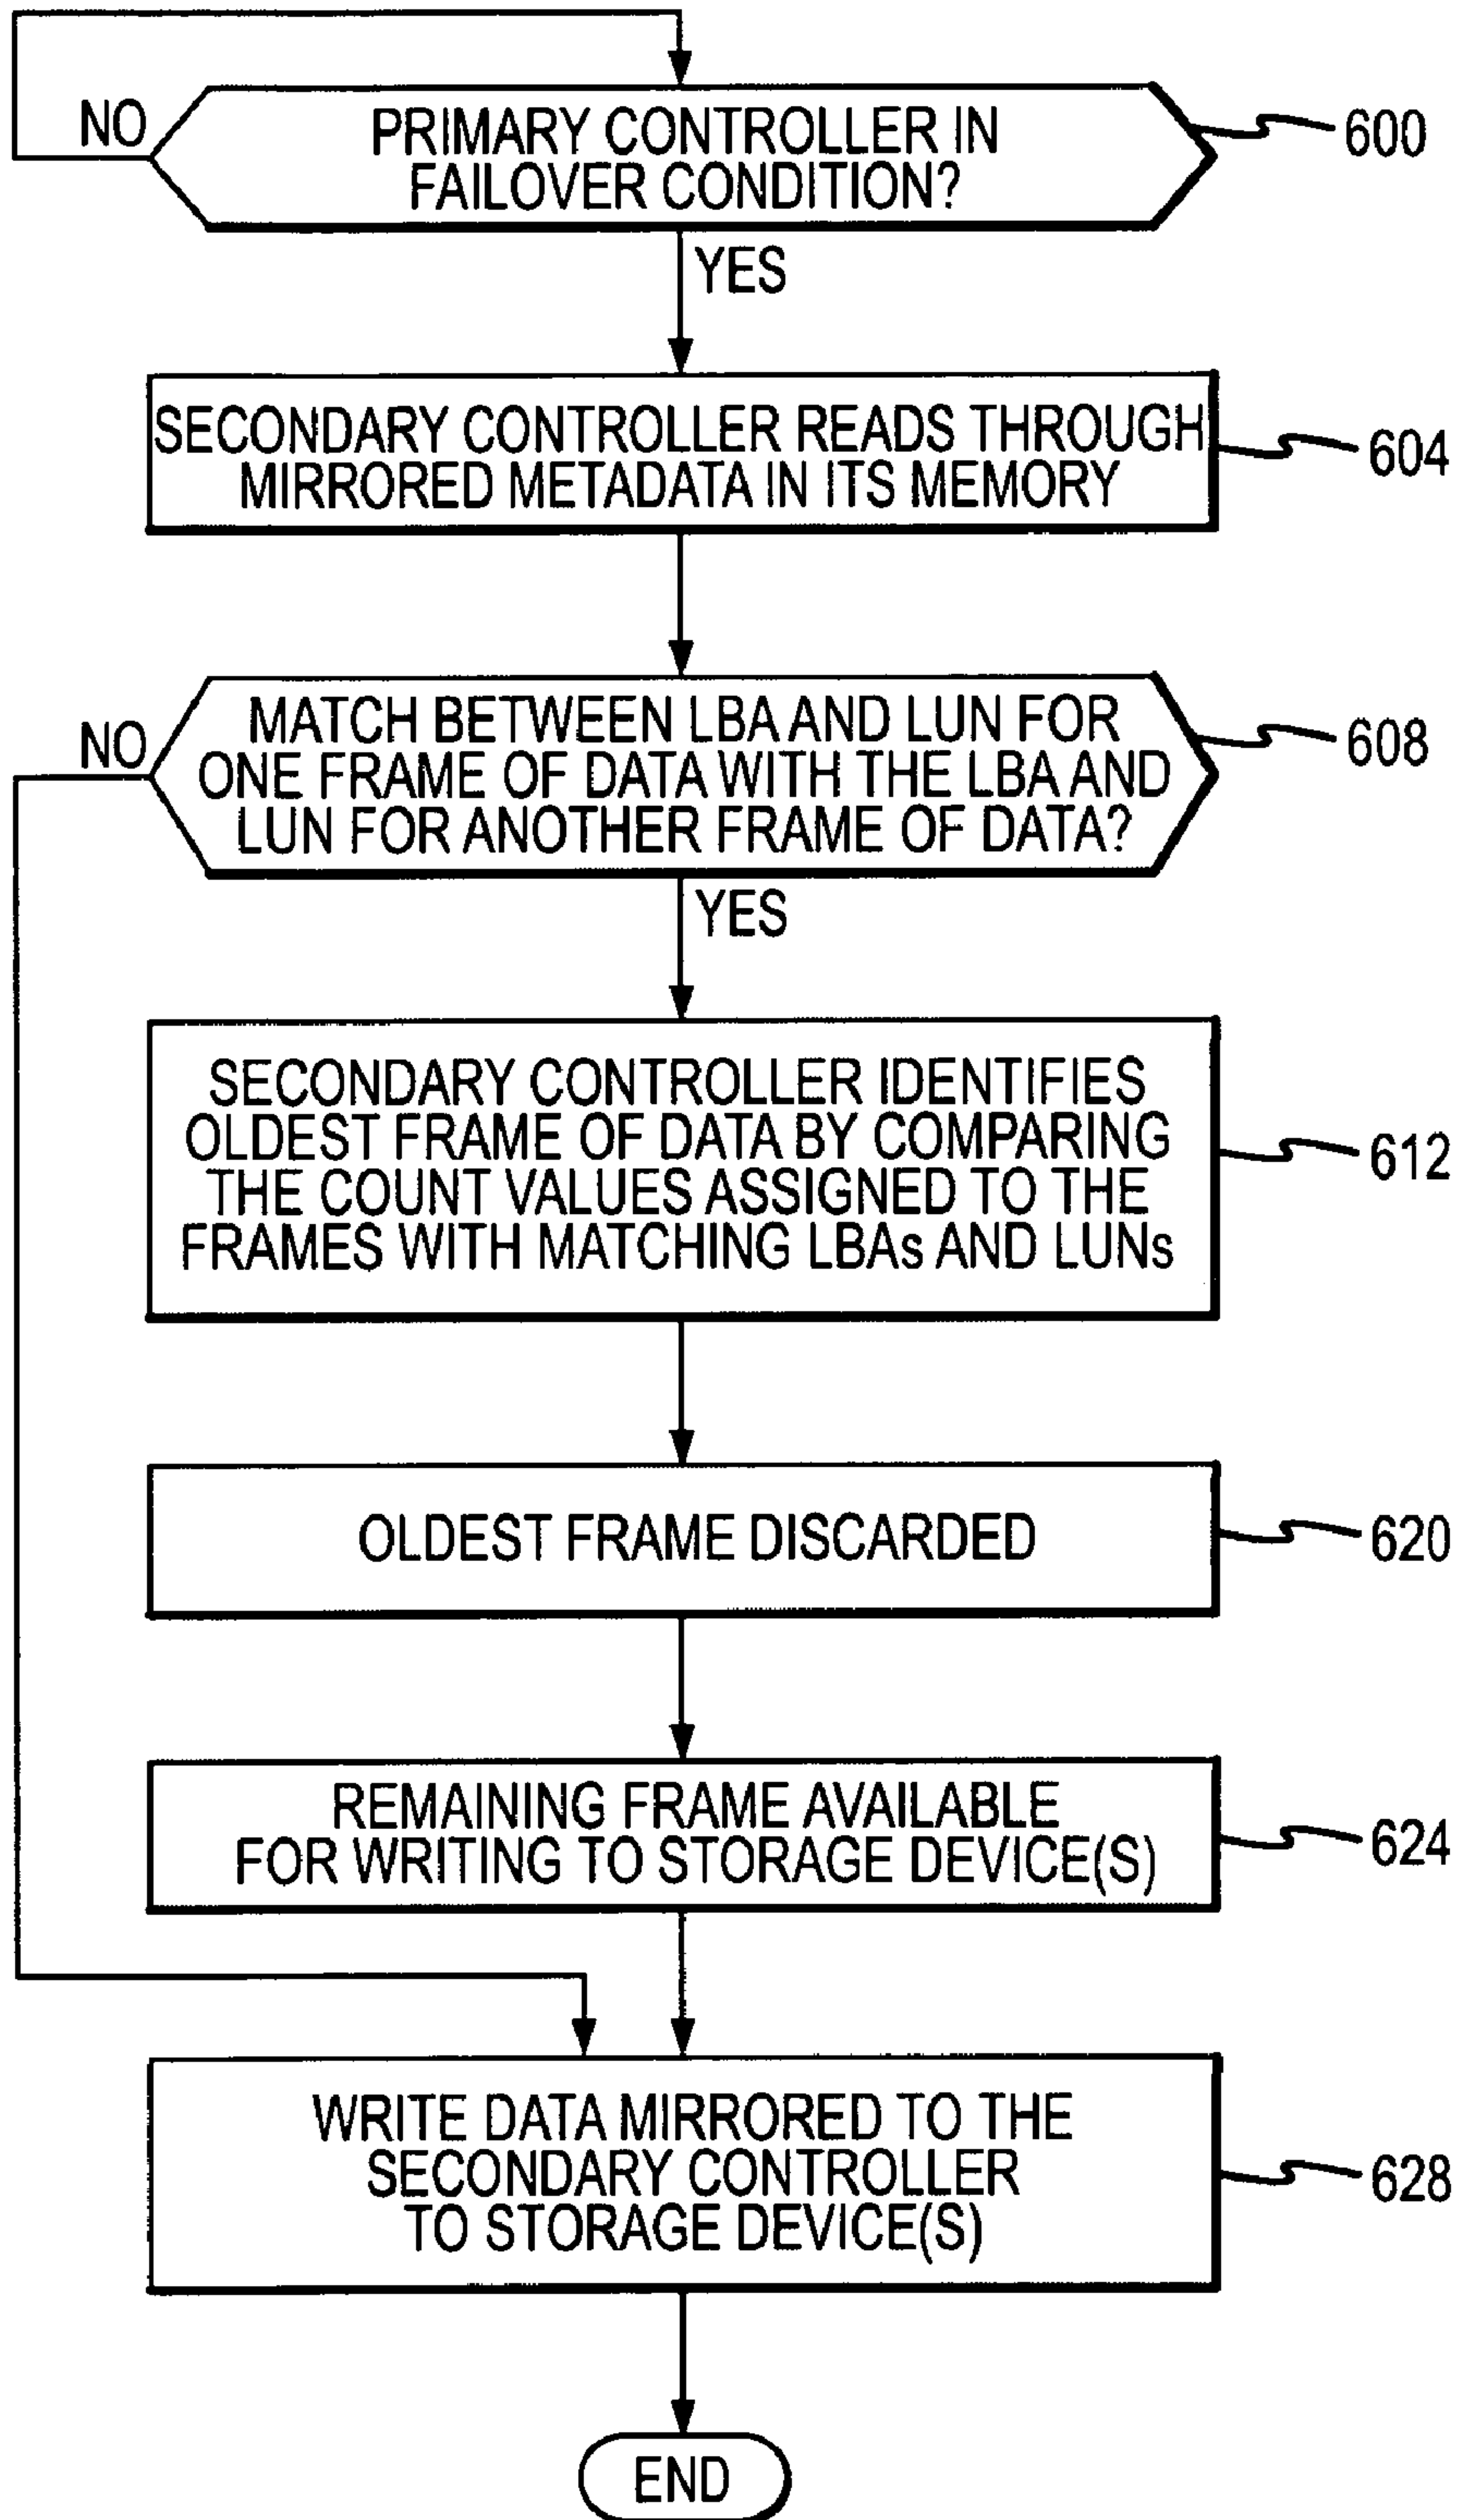 NO
PRIMARY CONTROLLER IN
FAILOVER CONDITION?
600
YES
SECONDARY CONTROLLER READS THROUGH
MIRRORED METADATA IN ITS MEMORY
604
NO
MATCH BETWEEN LBA AND LUN FOR
ONE FRAME OF DATA WITH THE LBA AND
LUN FOR ANOTHER FRAME OF DATA?
608
YES
SECONDARY CONTROLLER IDENTIFIES
OLDEST FRAME OF DATA BY COMPARING
THE COUNT VALUES ASSIGNED TO THE
FRAMES WITH MATCHING LBAs AND LUNs
612
OLDEST FRAME DISCARDED
620
REMAINING FRAME AVAILABLE
FOR WRITING TO STORAGE DEVICE(S)
624
WRITE DATA MIRRORED TO THE
SECONDARY CONTROLLER
TO STORAGE DEVICE(S)
628
END